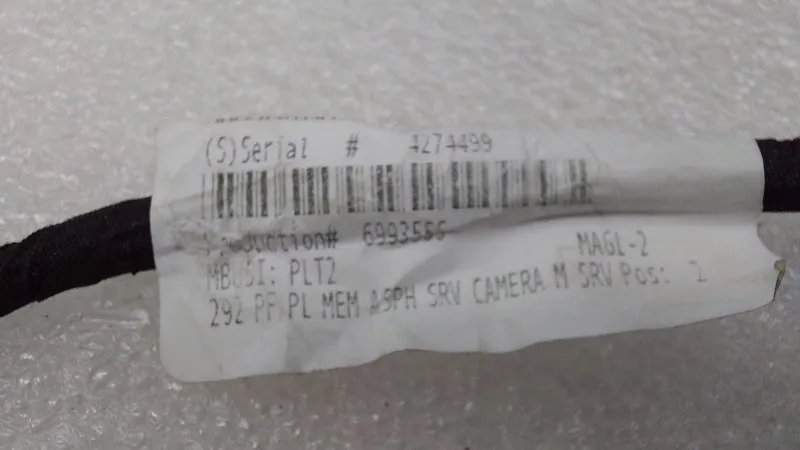 (S)Serial # 4274499
Production# 6993556
MAGL-2
MBUSI: PLT2
292 PF PL MEM ASPH SRV CAMERA M SRV Pos: 2